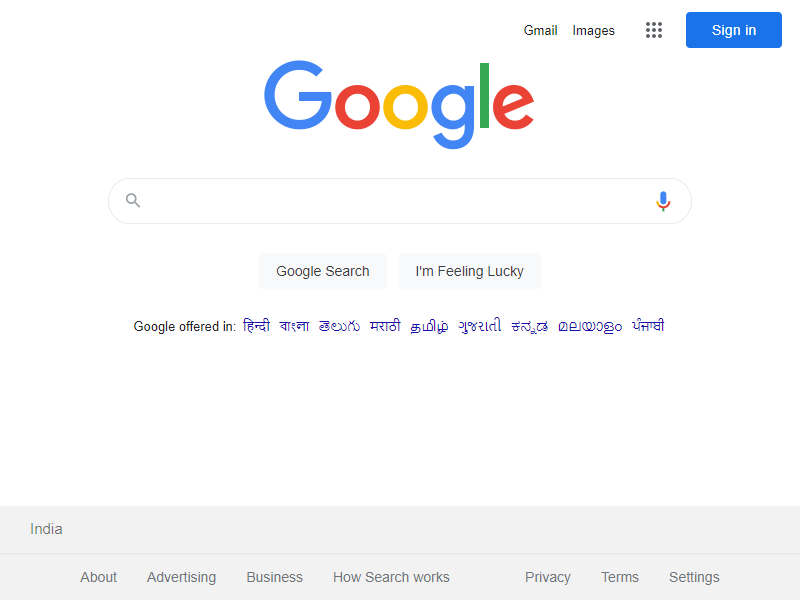 Gmail Images Sign in
Google
Google Search I'm Feeling Lucky
Google offered in: हिन्दी বাংলা తెలుగు मराठी தமிழ் ગુજરાતી ಕನ್ನಡ മലയാളം ਪੰਜਾਬੀ
India
About Advertising Business How Search works Privacy Terms Settings